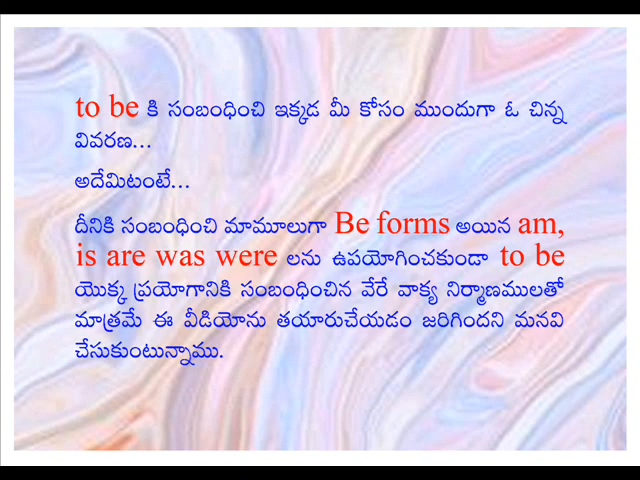 to be కి సంబంధించి ఇక్కడ మీ కోసం ముందుగా ఓ చిన్న
వివరణ...
అదేమిటంటే...
దీనికి సంబంధించి మామూలుగా Be forms అయిన am,
is are was were లను ఉపయోగించకుండా to be
యొక్క ప్రయోగానికి సంబంధించిన వేరే వాక్య నిర్మాణములతో
మాత్రమే ఈ వీడియోను తయారుచేయడం జరిగిందని మనవి
చేసుకుంటున్నాము.